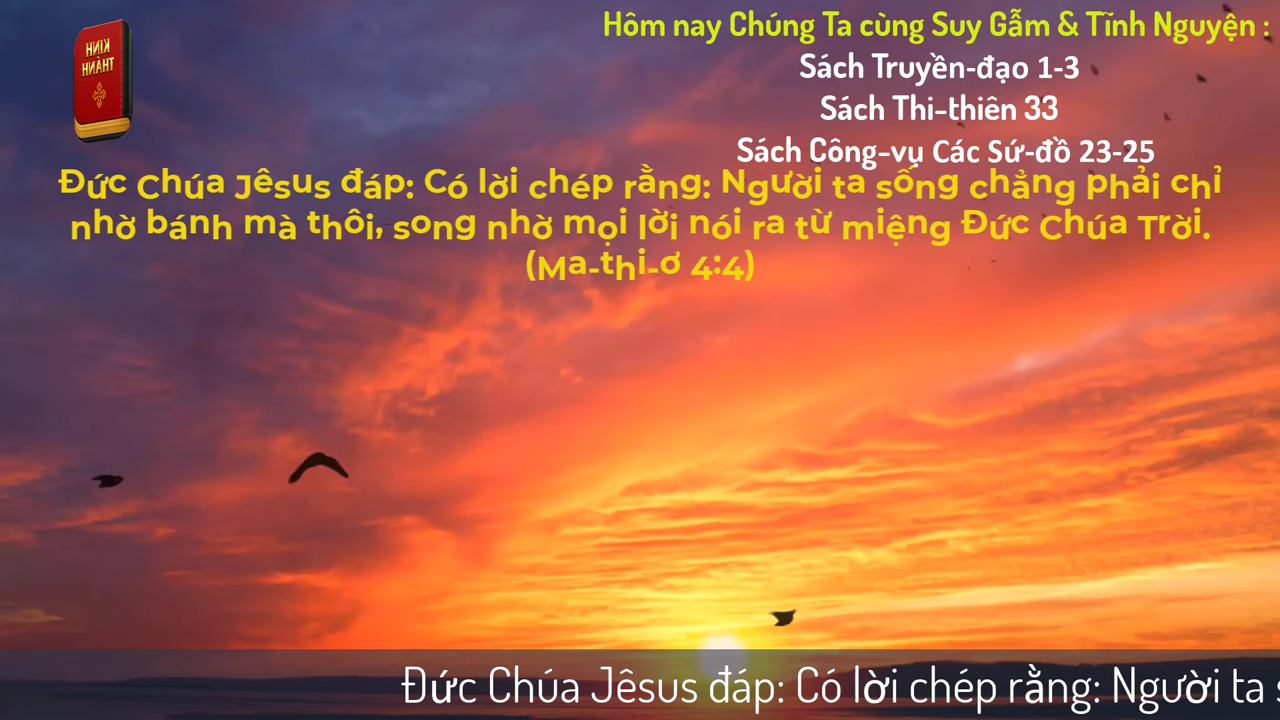 KINH
THÁNH
Hôm nay Chúng Ta cùng Suy Gẫm & Tĩnh Nguyện :
Sách Truyền-đạo 1-3
Sách Thi-thiên 33
Sách Công-vụ Các Sứ-đồ 23-25
Đức Chúa Jêsus đáp: Có lời chép rằng: Người ta sống chẳng phải chỉ
nhờ bánh mà thôi, song nhờ mọi lời nói ra từ miệng Đức Chúa Trời.
(Ma-thi-ơ 4:4)
Đức Chúa Jêsus đáp: Có lời chép rằng: Người ta